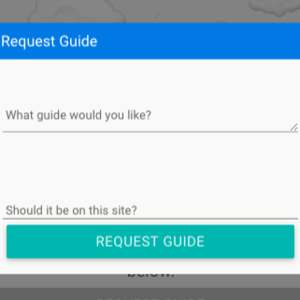 Request Guide
What guide would you like?
Should it be on this site?
REQUEST GUIDE
below.